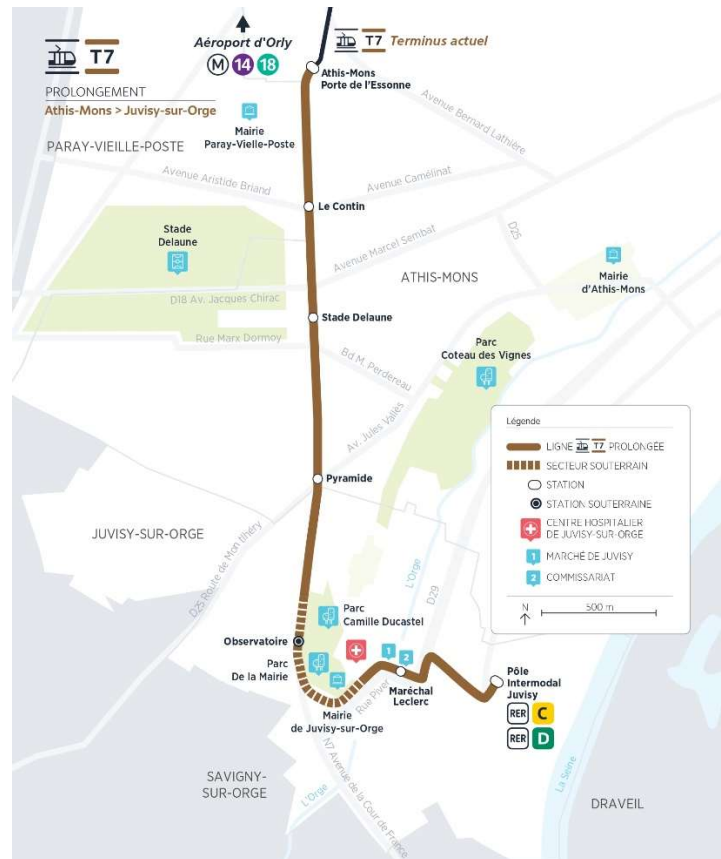 T7
PROLONGEMENT
Athis-Mons > Juvisy-sur-Orge
Aéroport d'Orly
M 14 18
T7 Terminus actuel
Athis-Mons
Porte de l'Essonne
Mairie
Paray-Vielle-Poste
PARAY-VIEILLE-POSTE
Avenue Bernard Lathière
Avenue Aristide Briand
Avenue Camélinat
Le Contin
Stade
Delaune
Avenue Marcel Sembat
D25
ATHIS-MONS
Mairie
d'Athis-Mons
D18 Av. Jacques Chirac
Stade Delaune
Rue Marx Dormoy
Bd M. Perdereau
Parc
Coteau des Vignes
Av. Jules Vallès
Légende
LIGNE T7 PROLONGÉE
SECTEUR SOUTERRAIN
STATION
STATION SOUTERRAINE
CENTRE HOSPITALIER
DE JUVISY-SUR-ORGE
1 MARCHÉ DE JUVISY
2 COMMISSARIAT
N
500 m
Pyramide
JUVISY-SUR-ORGE
D25 Route de Montlhéry
L'Orge
D29
Parc
Camille Ducastel
Observatoire
Parc
De la Mairie
1
2
Rue Piver
Maréchal
Leclerc
Pôle
Intermodal
Juvisy
RER C
RER D
Mairie
de Juvisy-sur-Orge
N7 Avenue de la Cour de France
SAVIGNY-
SUR-ORGE
L'Orge
La Seine
DRAVEIL